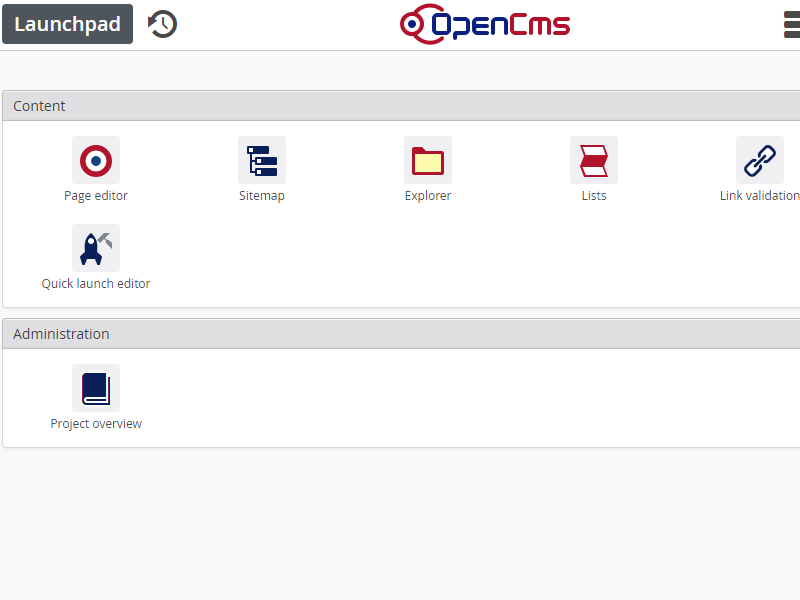 Launchpad
OpenCms
Content
Page editor
Sitemap
Explorer
Lists
Link validation
Quick launch editor
Administration
Project overview